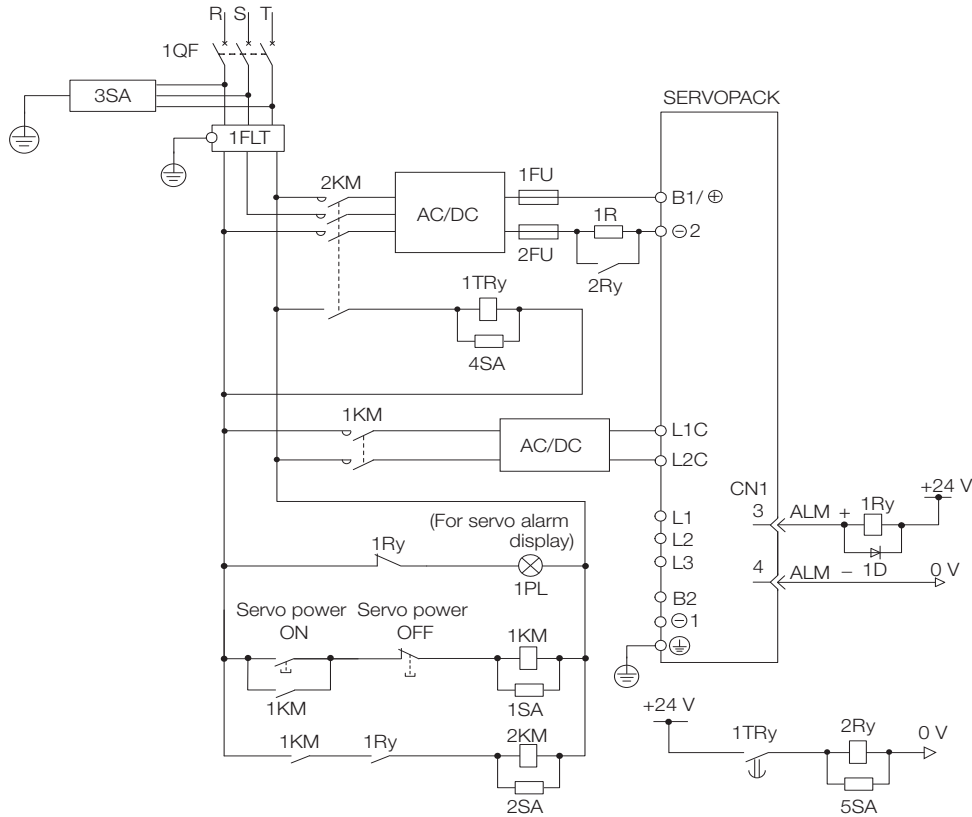 R S T
1QF
3SA
1FLT
SERVOPACK
2KM
AC/DC
1FU
B1/⊕
1R
⊖2
2FU
2Ry
1TRy
4SA
1KM
AC/DC
L1C
L2C
CN1
+24 V
3 ALM + 1Ry
1D
4 ALM − 0 V
L1
L2
L3
B2
⊖1
(For servo alarm
display)
1Ry
1PL
Servo power
ON
Servo power
OFF
1KM
1KM
1SA
1KM 1Ry 2KM
2SA
+24 V
1TRy 2Ry 0 V
5SA